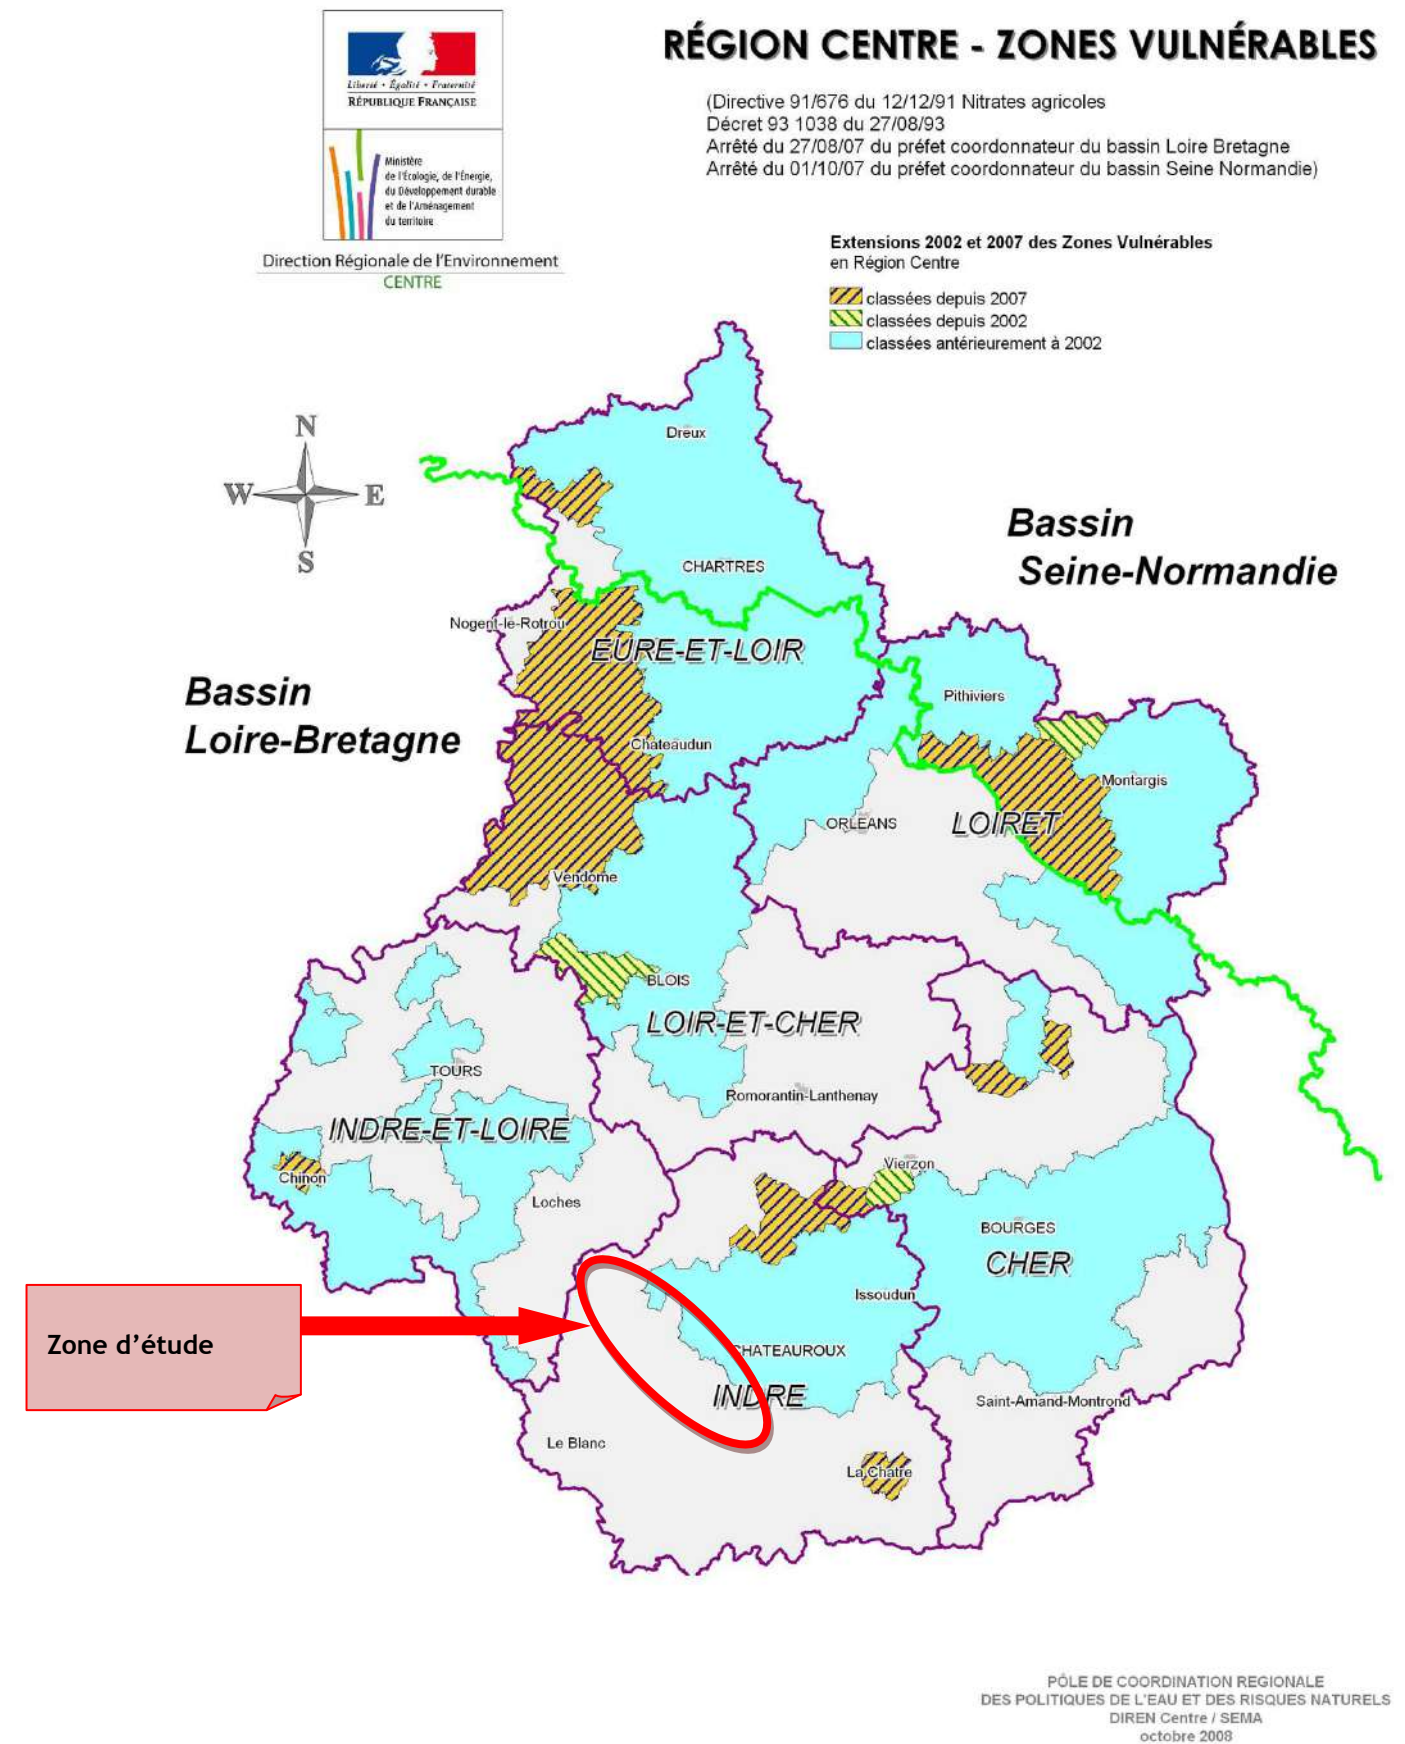 Liberté • Égalité • Fraternité
RÉPUBLIQUE FRANÇAISE
Ministère
de l'Écologie, de l'Énergie,
du Développement durable
et de l'Aménagement
du territoire
Direction Régionale de l'Environnement
CENTRE
RÉGION CENTRE - ZONES VULNÉRABLES
(Directive 91/676 du 12/12/91 Nitrates agricoles
Décret 93 1038 du 27/08/93
Arrêté du 27/08/07 du préfet coordonnateur du bassin Loire Bretagne
Arrêté du 01/10/07 du préfet coordonnateur du bassin Seine Normandie)
Extensions 2002 et 2007 des Zones Vulnérables
en Région Centre
classées depuis 2007
classées depuis 2002
classées antérieurement à 2002
N
W
E
S
Dreux
Bassin
Seine-Normandie
CHARTRES
Nogent-le-Rotrou
EURE-ET-LOIR
Bassin
Loire-Bretagne
Pithiviers
Chateaudun
Montargis
ORLEANS
LOIRET
Vendome
BLOIS
LOIR-ET-CHER
TOURS
Romorantin-Lanthenay
INDRE-ET-LOIRE
Vierzon
Chinon
Loches
BOURGES
CHER
Issoudun
Zone d'étude
CHATEAUROUX
INDRE
Saint-Amand-Montrond
Le Blanc
La Chatre
PÔLE DE COORDINATION REGIONALE
DES POLITIQUES DE L'EAU ET DES RISQUES NATURELS
DIREN Centre / SEMA
octobre 2008